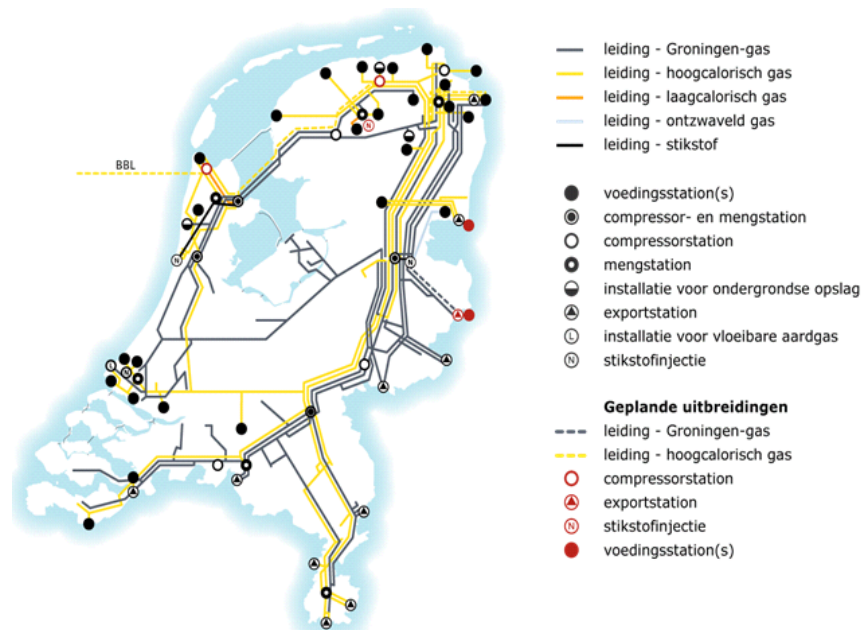 BBL
N
N
N
N
L
leiding - Groningen-gas
leiding - hoogcalorisch gas
leiding - laagcalorisch gas
leiding - ontzwaveld gas
leiding - stikstof
voedingsstation(s)
compressor- en mengstation
compressorstation
mengstation
installatie voor ondergrondse opslag
exportstation
L installatie voor vloeibare aardgas
N stikstofinjectie
Geplande uitbreidingen
leiding - Groningen-gas
leiding - hoogcalorisch gas
compressorstation
exportstation
N stikstofinjectie
voedingsstation(s)